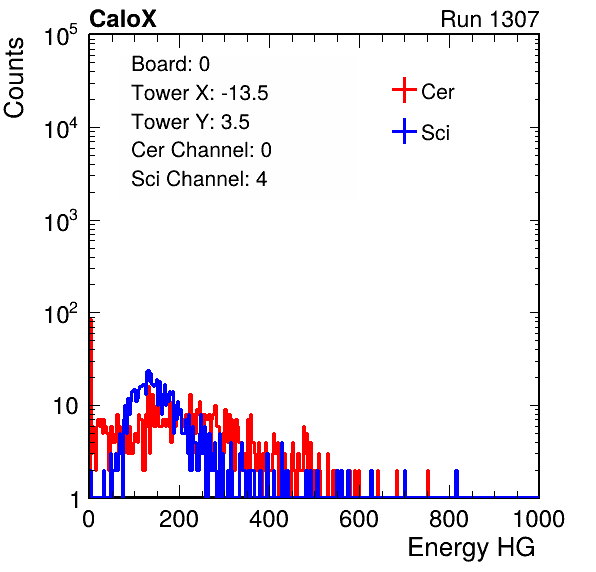 CaloX Run 1307
Counts
10^5
10^4
10^3
10^2
10
1
Board: 0
Tower X: -13.5
Tower Y: 3.5
Cer Channel: 0
Sci Channel: 4
Cer
Sci
0 200 400 600 800 1000
Energy HG